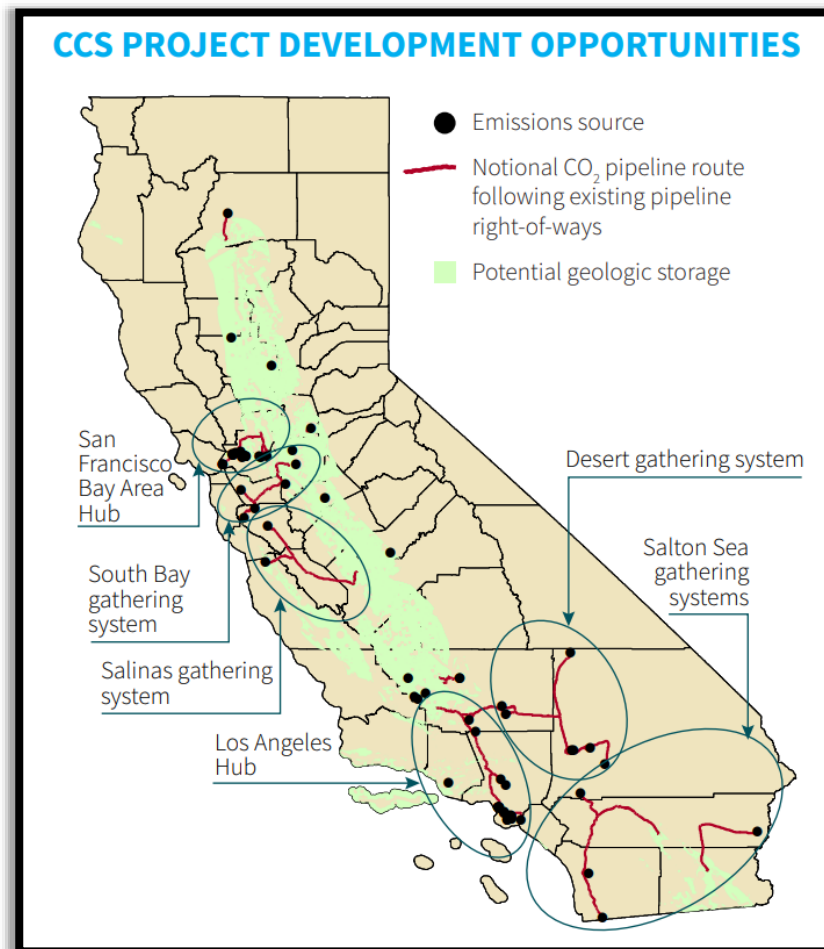 CCS PROJECT DEVELOPMENT OPPORTUNITIES
Emissions source
Notional CO₂ pipeline route
following existing pipeline
right-of-ways
Potential geologic storage
San
Francisco
Bay Area
Hub
Desert gathering system
Salton Sea
gathering
systems
South Bay
gathering
system
Salinas gathering
system
Los Angeles
Hub